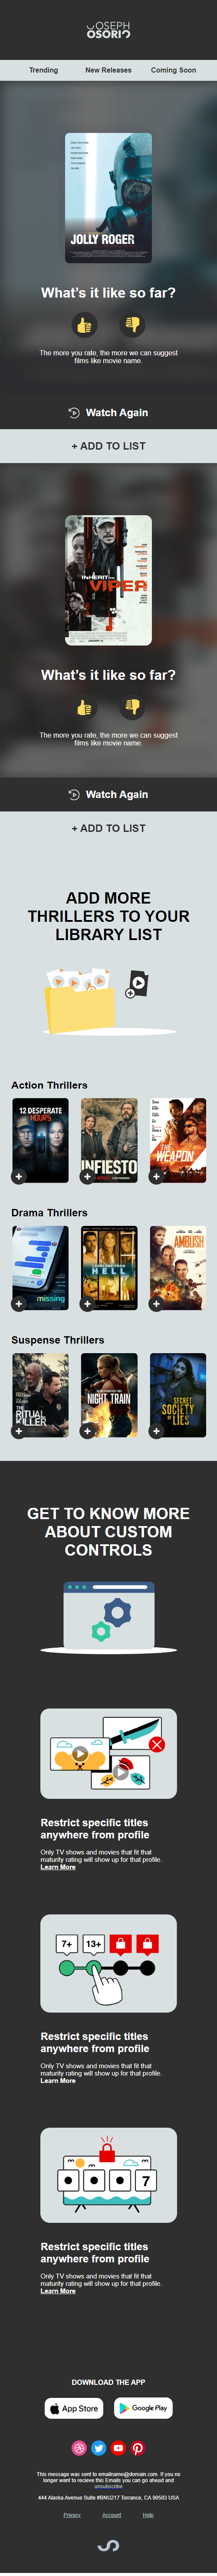 JOSEPH
OSORIO
Trending New Releases Coming Soon
JOLLY ROGER
What's it like so far?
The more you rate, the more we can suggest
films like movie name.
Watch Again
+ ADD TO LIST
INHERIT THE
VIPER
What's it like so far?
The more you rate, the more we can suggest
films like movie name.
Watch Again
+ ADD TO LIST
ADD MORE
THRILLERS TO YOUR
LIBRARY LIST
Action Thrillers
12 DESPERATE
HOURS
INFIESTO
THE
WEAPON
Drama Thrillers
missing
HELL
AMBUSH
Suspense Thrillers
THE
RITUAL
KILLER
NIGHT TRAIN
SECRET
SOCIETY
OF LIES
GET TO KNOW MORE
ABOUT CUSTOM
CONTROLS
Restrict specific titles
anywhere from profile
Only TV shows and movies that fit that
maturity rating will show up for that profile.
Learn More
7+ 13+
Restrict specific titles
anywhere from profile
Only TV shows and movies that fit that
maturity rating will show up for that profile.
Learn More
7
Restrict specific titles
anywhere from profile
Only TV shows and movies that fit that
maturity rating will show up for that profile.
Learn More
DOWNLOAD THE APP
App Store
Google Play
This message was sent to emailname@domain.com. If you no
longer want to recieve this Emails you can go ahead and
unsubscribe.
444 Alaska Avenue Suite #BNU217 Torrance, CA 90503 USA
Privacy Account Help